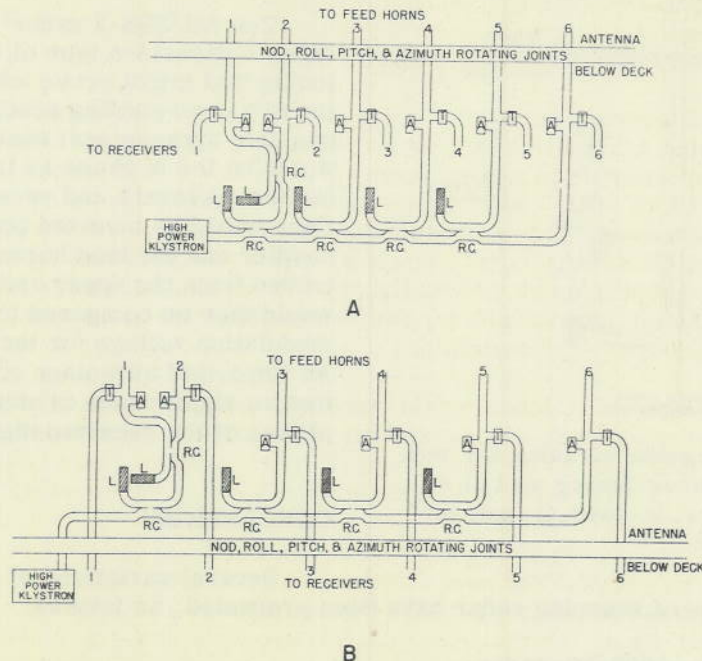 TO FEED HORNS
1 2 3 4 5 6
ANTENNA
NOD, ROLL, PITCH, & AZIMUTH ROTATING JOINTS
BELOW DECK
T A A T A T A T A T A T
1 2 3 4 5 6
TO RECEIVERS
R.C.
L L L L L
HIGH
POWER
KLYSTRON
R.C. R.C. R.C. R.C.
A
TO FEED HORNS
1 2 3 4 5 6
T A A T A T A T A T A T
R.C.
L L L L L
R.C. R.C. R.C. R.C.
ANTENNA
NOD, ROLL, PITCH, & AZIMUTH ROTATING JOINTS
BELOW DECK
HIGH
POWER
KLYSTRON
1 2 3 4 5 6
TO RECEIVERS
B